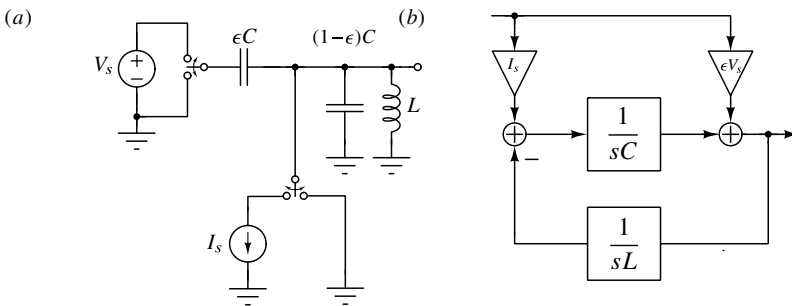 (a)
ϵC
(1−ϵ)C
V_s
+
−
L
I_s
(b)
I_s
ϵV_s
+
−
1/sC
+
1/sL